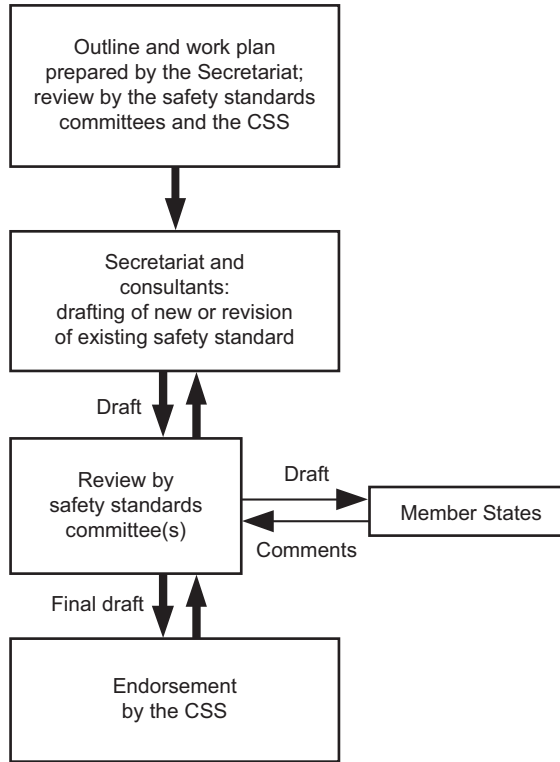 Outline and work plan
prepared by the Secretariat;
review by the safety standards
committees and the CSS
Secretariat and
consultants:
drafting of new or revision
of existing safety standard
Draft
Review by
safety standards
committee(s)
Draft
Member States
Comments
Final draft
Endorsement
by the CSS